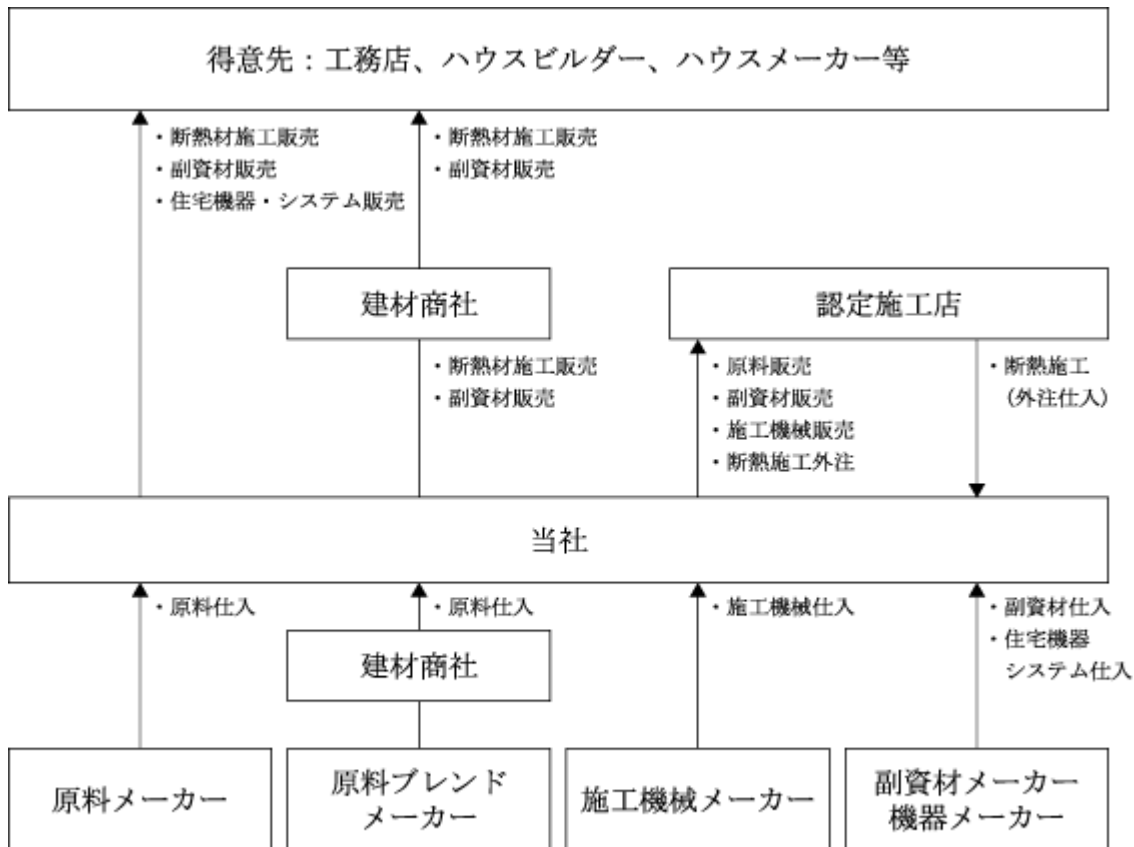 得意先：工務店、ハウスビルダー、ハウスメーカー等
・断熱材施工販売
・副資材販売
・住宅機器・システム販売
・断熱材施工販売
・副資材販売
建材商社
認定施工店
・断熱材施工販売
・副資材販売
・原料販売
・副資材販売
・施工機械販売
・断熱施工外注
・断熱施工
（外注仕入）
当社
・原料仕入
・原料仕入
・施工機械仕入
・副資材仕入
・住宅機器
システム仕入
建材商社
原料メーカー
原料ブレンド
メーカー
施工機械メーカー
副資材メーカー
機器メーカー